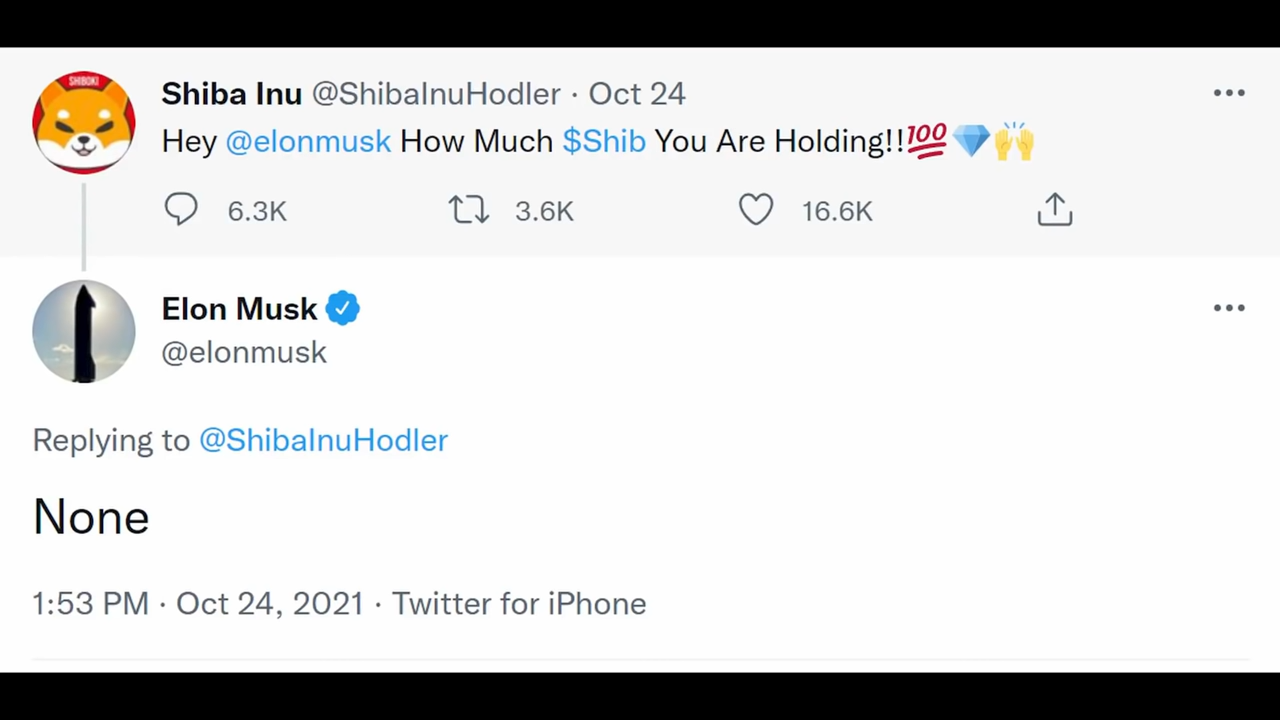 SHIBOKI
Shiba Inu @ShibaInuHodler · Oct 24
Hey @elonmusk How Much $Shib You Are Holding!!💯💎🙌
6.3K 3.6K 16.6K
Elon Musk
@elonmusk
Replying to @ShibaInuHodler
None
1:53 PM · Oct 24, 2021 · Twitter for iPhone